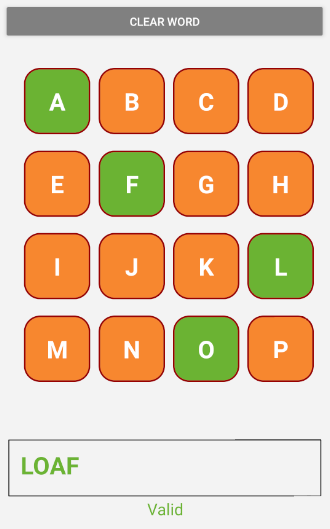 CLEAR WORD
A B C D
E F G H
I J K L
M N O P
LOAF
Valid